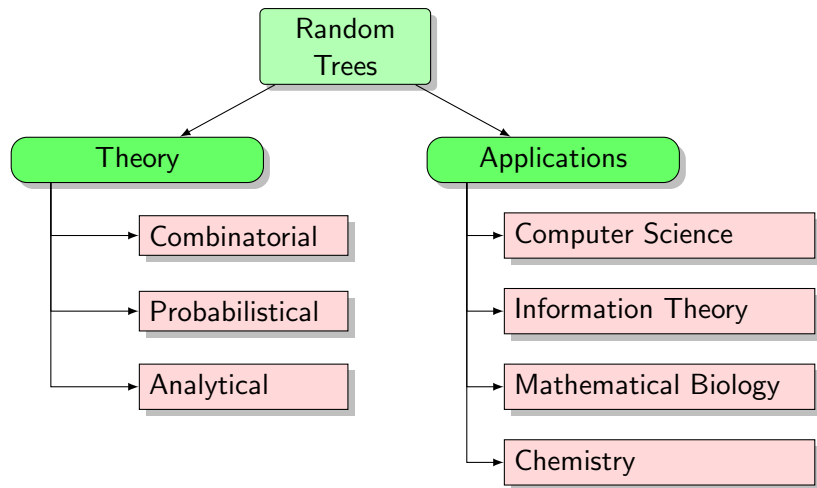 Random
Trees
Theory
Applications
Combinatorial
Probabilistical
Analytical
Computer Science
Information Theory
Mathematical Biology
Chemistry